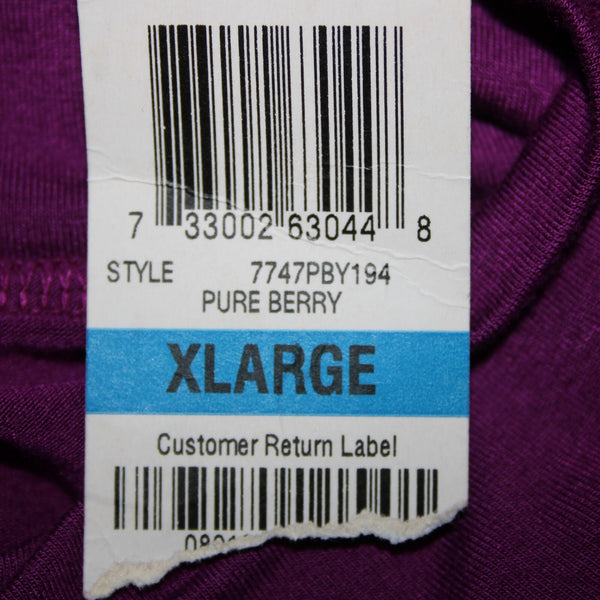 7 33002 63044 8
STYLE 7747PBY194
PURE BERRY
XLARGE
Customer Return Label